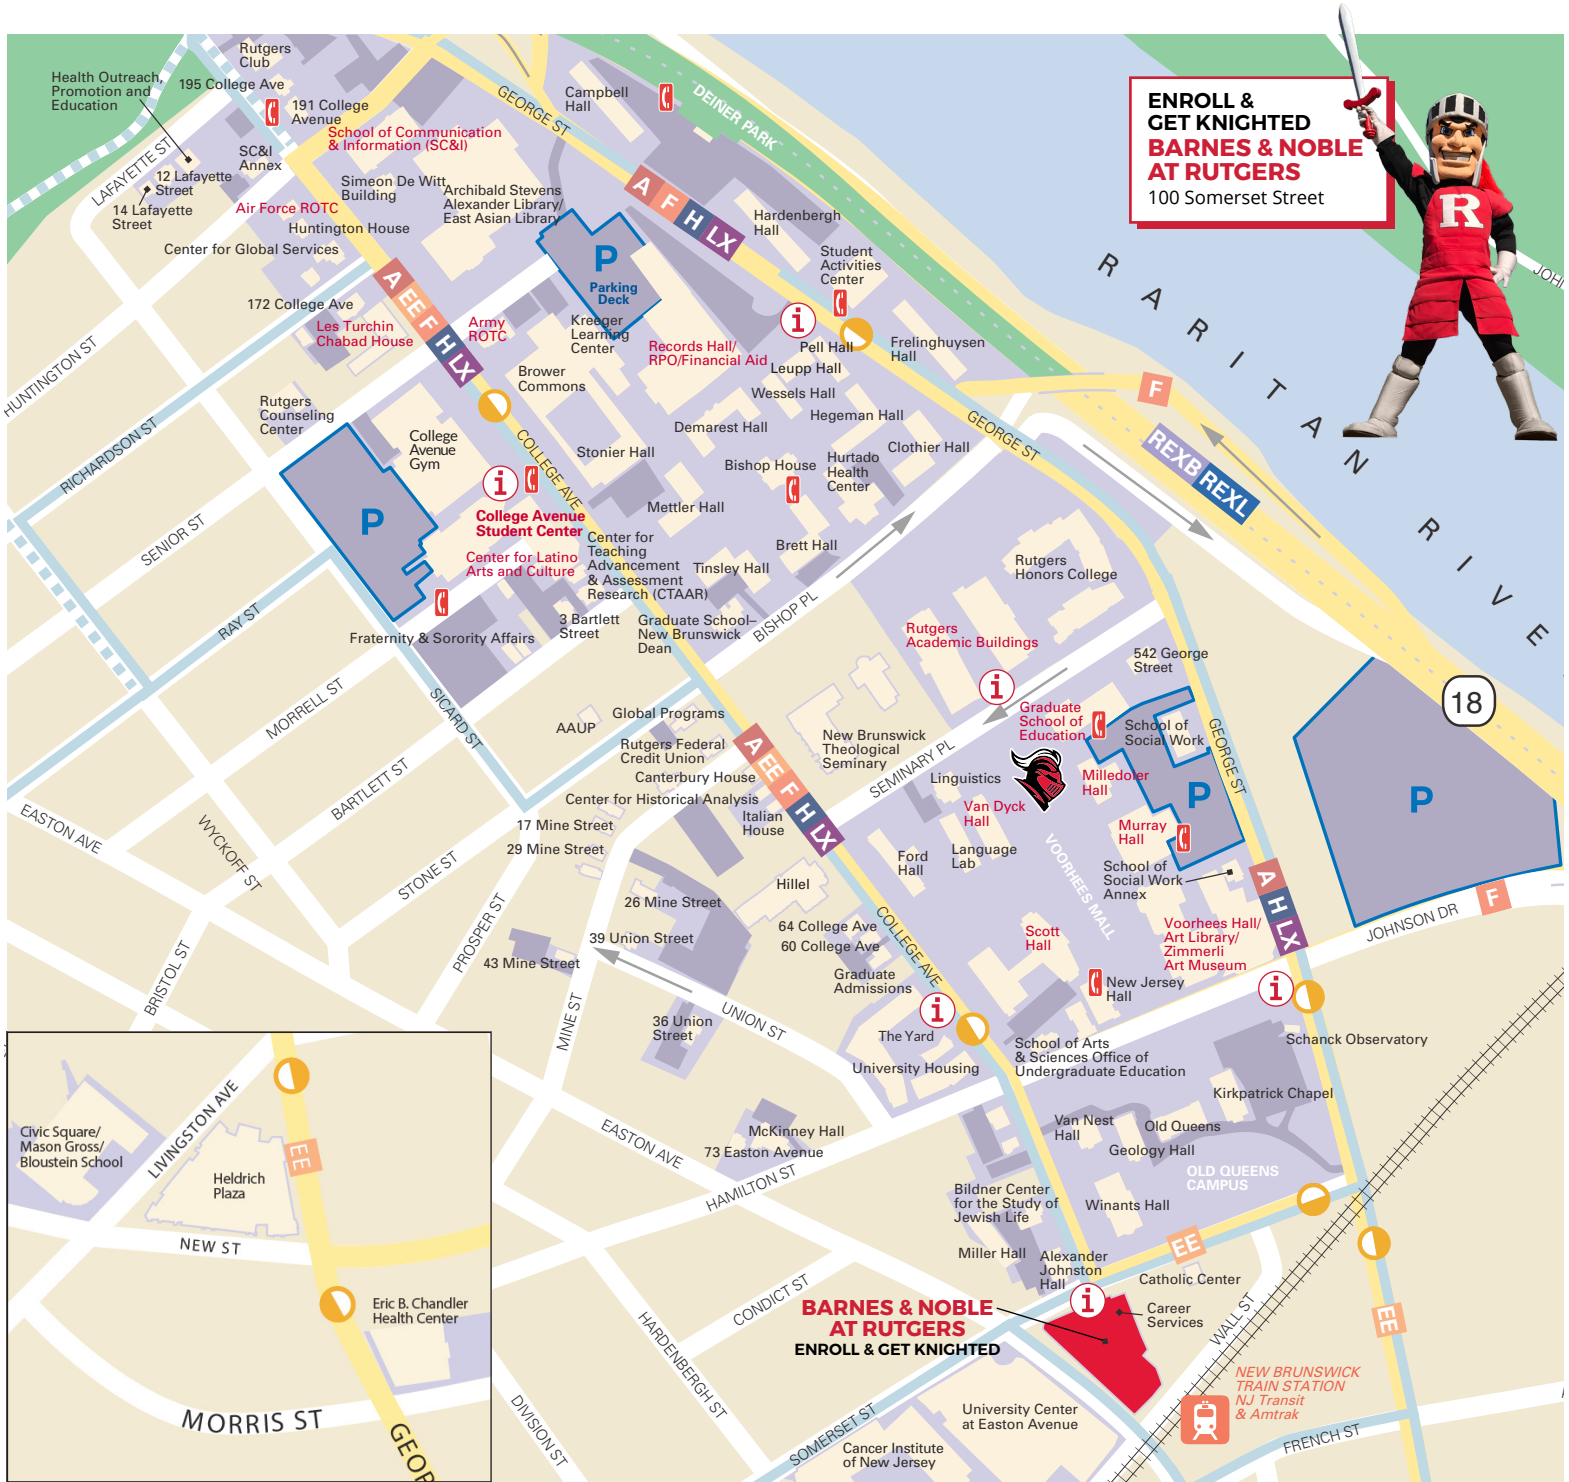 Rutgers
Club
Health Outreach,
Promotion and
Education
195 College Ave
191 College
Avenue
School of Communication
& Information (SC&I)
SC&I
Annex
LAFAYETTE ST
12 Lafayette
Street
14 Lafayette
Street
Simeon De Witt
Building
Air Force ROTC
Huntington House
Center for Global Services
Archibald Stevens
Alexander Library/
East Asian Library
GEORGE ST
Campbell
Hall
DEINER PARK
A F H LX
Hardenbergh
Hall
Student
Activities
Center
P
Parking
Deck
ENROLL &
GET KNIGHTED
BARNES & NOBLE
AT RUTGERS
100 Somerset Street
R
RARITAN RIVE
JOH
172 College Ave
Les Turchin
Chabad House
A EE F H LX
Army
ROTC
Kreeger
Learning
Center
Records Hall/
RPO/Financial Aid
i
Pell Hall
Leupp Hall
Frelinghuysen
Hall
HUNTINGTON ST
RICHARDSON ST
Rutgers
Counseling
Center
Brower
Commons
Wessels Hall
Hegeman Hall
Demarest Hall
Clothier Hall
GEORGE ST
F
REXB REXL
College
Avenue
Gym
COLLEGE AVE
Stonier Hall
Bishop House
Hurtado
Health
Center
P
i
College Avenue
Student Center
Center for Latino
Arts and Culture
Mettler Hall
Center for
Teaching
Advancement
& Assessment
Research (CTAAR)
Tinsley Hall
Brett Hall
Rutgers
Honors College
SENIOR ST
RAY ST
Fraternity & Sorority Affairs
3 Bartlett
Street
Graduate School–
New Brunswick
Dean
BISHOP PL
Rutgers
Academic Buildings
542 George
Street
i
18
MORRELL ST
SICARD ST
AAUP
Global Programs
Rutgers Federal
Credit Union
Canterbury House
Center for Historical Analysis
A EE F H LX
New Brunswick
Theological
Seminary
SEMINARY PL
Graduate
School of
Education
School of
Social Work
GEORGE ST
Linguistics
Milledoler
Hall
P
P
Van Dyck
Hall
EASTON AVE
WYCKOFF ST
BARTLETT ST
STONE ST
17 Mine Street
29 Mine Street
Italian
House
Murray
Hall
Language
Lab
Ford
Hall
VOORHEES MALL
School of
Social Work
Annex
Hillel
26 Mine Street
A H LX
F
JOHNSON DR
PROSPER ST
BRISTOL ST
39 Union Street
43 Mine Street
64 College Ave
60 College Ave
COLLEGE AVE
Scott
Hall
Voorhees Hall/
Art Library/
Zimmerli
Art Museum
Graduate
Admissions
New Jersey
Hall
i
i
MINE ST
36 Union
Street
UNION ST
The Yard
University Housing
School of Arts
& Sciences Office of
Undergraduate Education
Schanck Observatory
Kirkpatrick Chapel
Van Nest
Hall
Old Queens
Geology Hall
OLD QUEENS
CAMPUS
McKinney Hall
73 Easton Avenue
EASTON AVE
HAMILTON ST
Bildner Center
for the Study of
Jewish Life
Winants Hall
EE
Miller Hall
Alexander
Johnston
Hall
Catholic Center
i
Career
Services
WALL ST
EE
CONDICT ST
BARNES & NOBLE
AT RUTGERS
ENROLL & GET KNIGHTED
HARDENBERGH ST
DIVISION ST
SOMERSET ST
University Center
at Easton Avenue
Cancer Institute
of New Jersey
NEW BRUNSWICK
TRAIN STATION
NJ Transit
& Amtrak
FRENCH ST
Civic Square/
Mason Gross/
Bloustein School
LIVINGSTON AVE
EE
Heldrich
Plaza
NEW ST
Eric B. Chandler
Health Center
MORRIS ST
GEOR